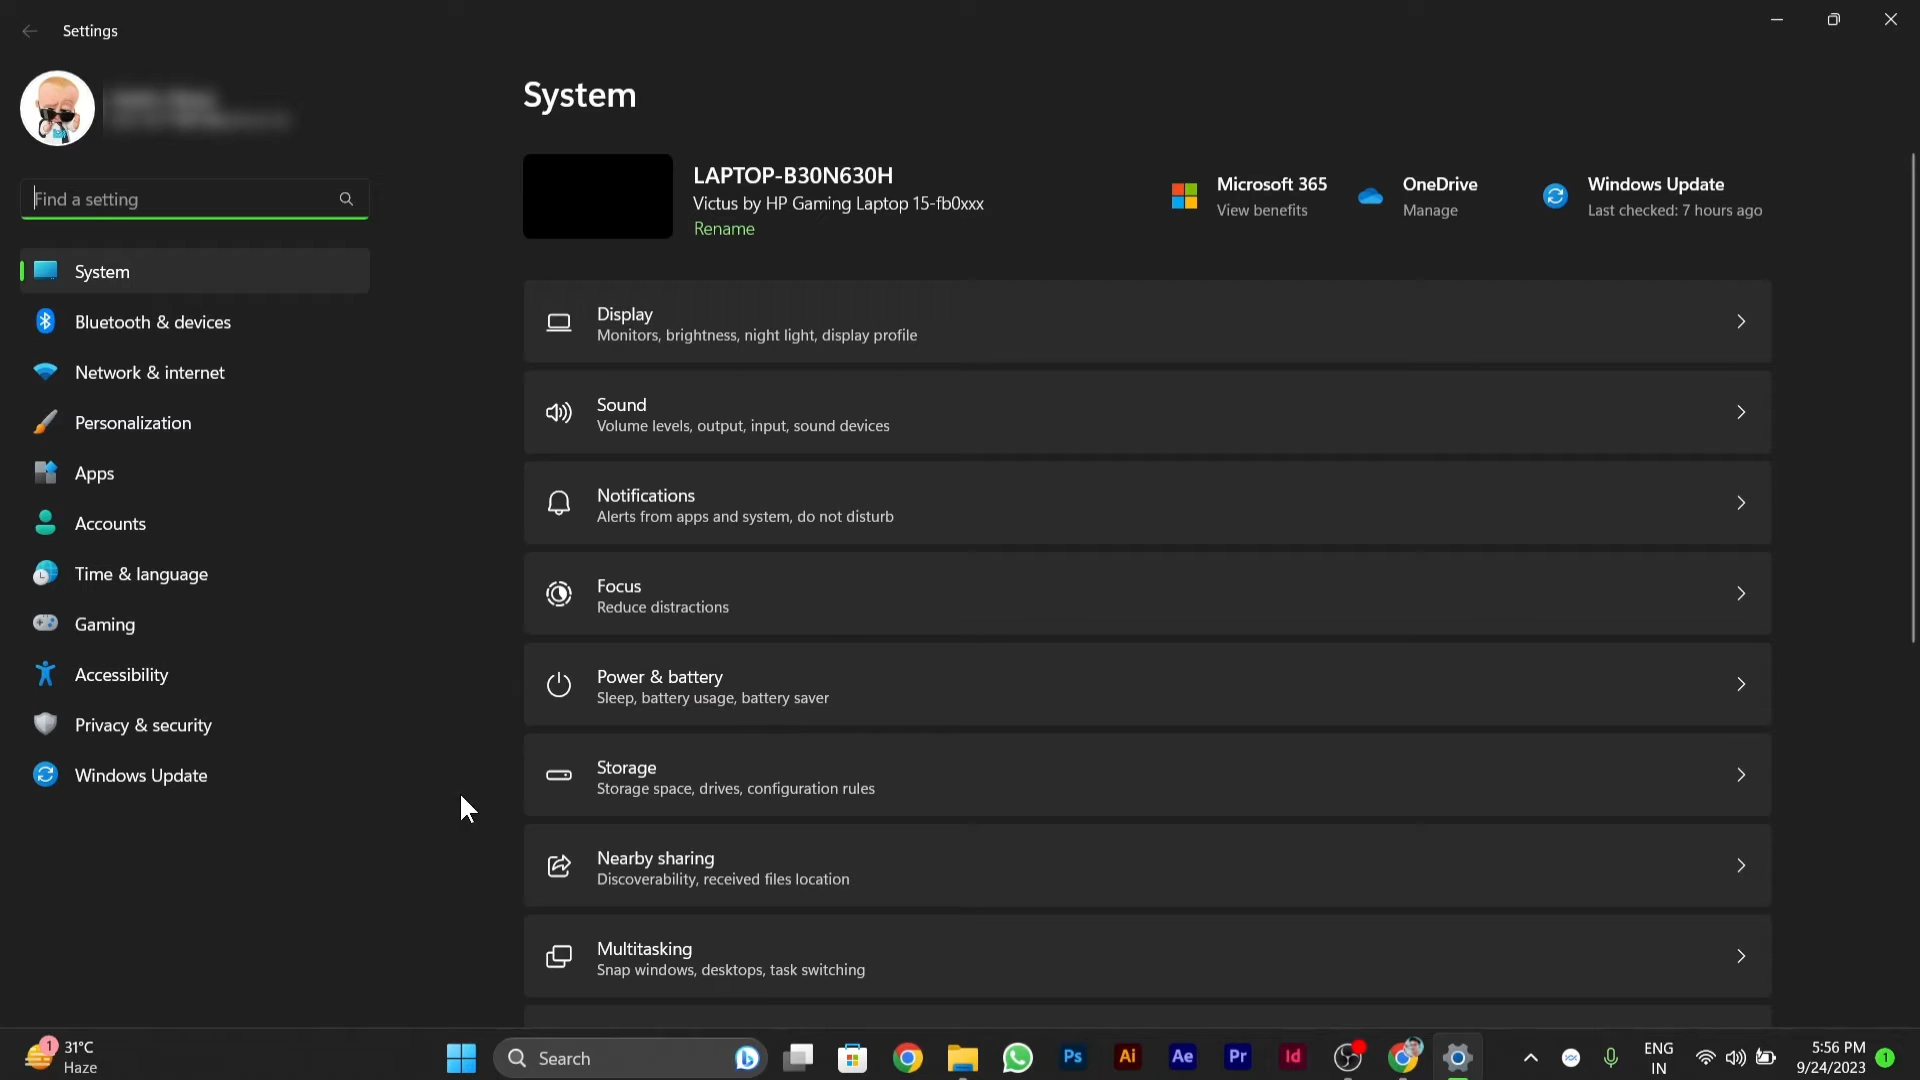 Settings
Find a setting
System
Bluetooth & devices
Network & internet
Personalization
Apps
Accounts
Time & language
Gaming
Accessibility
Privacy & security
Windows Update
System
LAPTOP-B30N630H
Victus by HP Gaming Laptop 15-fb0xxx
Rename
Microsoft 365
View benefits
OneDrive
Manage
Windows Update
Last checked: 7 hours ago
Display
Monitors, brightness, night light, display profile
Sound
Volume levels, output, input, sound devices
Notifications
Alerts from apps and system, do not disturb
Focus
Reduce distractions
Power & battery
Sleep, battery usage, battery saver
Storage
Storage space, drives, configuration rules
Nearby sharing
Discoverability, received files location
Multitasking
Snap windows, desktops, task switching
1
31°C
Haze
Search
Ps
Ai
Ae
Pr
Id
ENG
IN
5:56 PM
9/24/2023
1